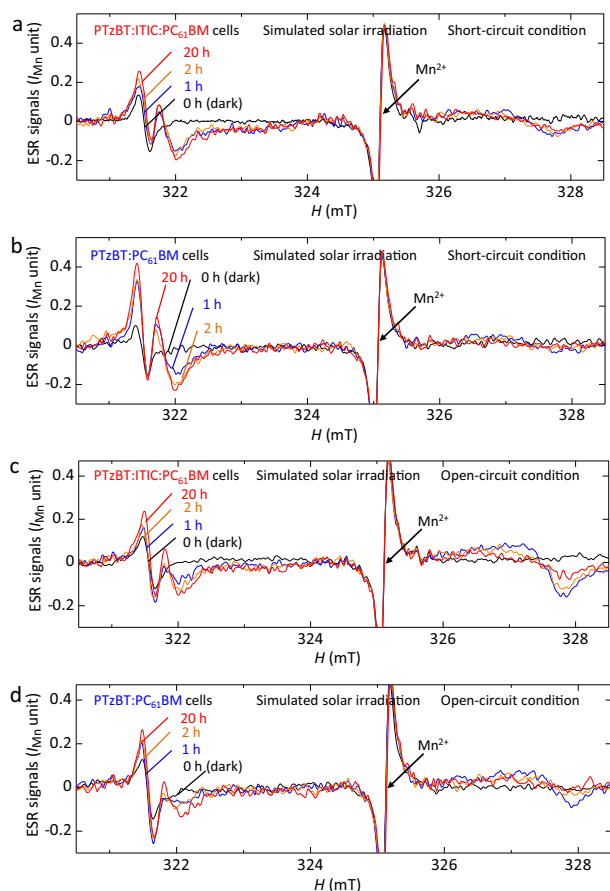 a
PTzBT:ITIC:PC₆₁BM cells Simulated solar irradiation Short-circuit condition
20 h
2 h
1 h
0 h (dark)
Mn²⁺
ESR signals (I_Mn unit)
0.4
0.2
0
-0.2
322 324 326 328
H (mT)
b
PTzBT:PC₆₁BM cells Simulated solar irradiation Short-circuit condition
0 h (dark)
20 h
1 h
2 h
Mn²⁺
ESR signals (I_Mn unit)
0.4
0.2
0
-0.2
322 324 326 328
H (mT)
c
PTzBT:ITIC:PC₆₁BM cells Simulated solar irradiation Open-circuit condition
20 h
2 h
1 h
0 h (dark)
Mn²⁺
ESR signals (I_Mn unit)
0.4
0.2
0
-0.2
322 324 326 328
H (mT)
d
PTzBT:PC₆₁BM cells Simulated solar irradiation Open-circuit condition
20 h
2 h
1 h
0 h (dark)
Mn²⁺
ESR signals (I_Mn unit)
0.4
0.2
0
-0.2
322 324 326 328
H (mT)